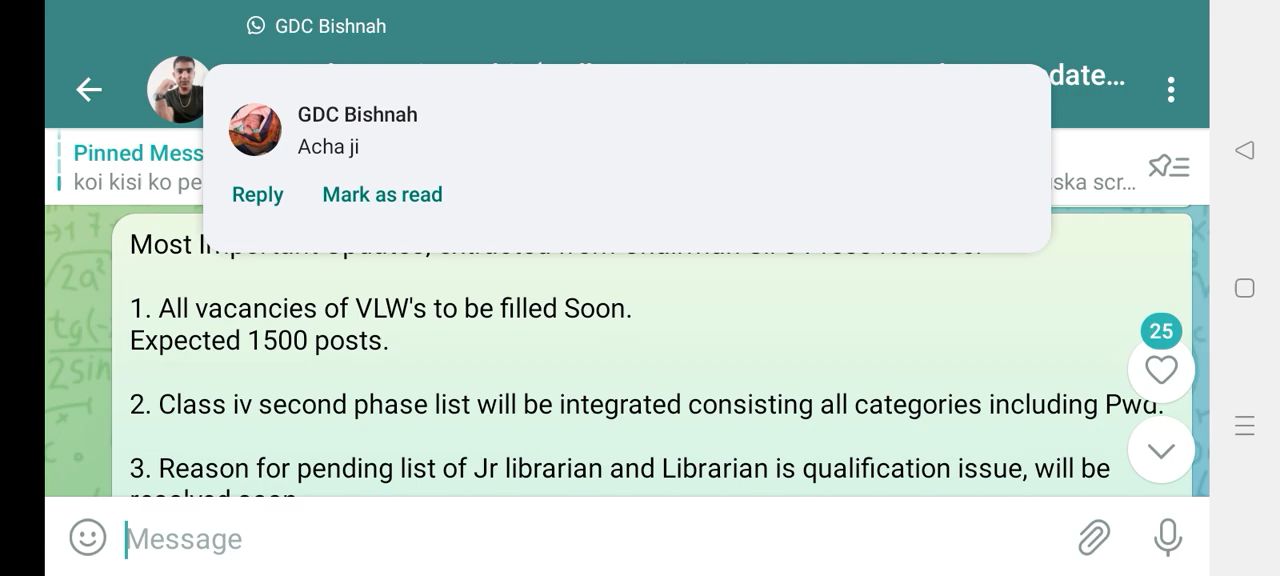 GDC Bishnah
date...
GDC Bishnah
Acha ji
Reply Mark as read
Pinned Mess
koi kisi ko pe
ska scr...
Most
1. All vacancies of VLW's to be filled Soon.
Expected 1500 posts.
25
2. Class iv second phase list will be integrated consisting all categories including Pwd.
3. Reason for pending list of Jr librarian and Librarian is qualification issue, will be
Message